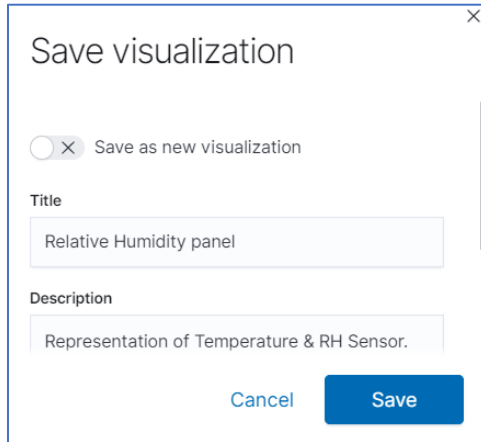 Save visualization
Save as new visualization
Title
Relative Humidity panel
Description
Representation of Temperature & RH Sensor.
Cancel Save